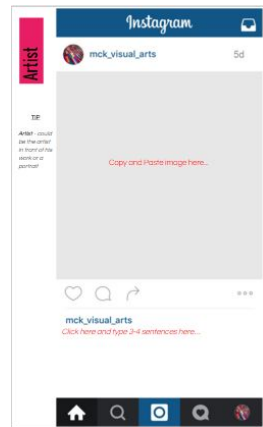 Artist
TIP
Artist - could
be the artist
in front of his
work or a
portrait
Instagram
mck_visual_arts
5d
Copy and Paste image here...
mck_visual_arts
Click here and type 3-4 sentences here...